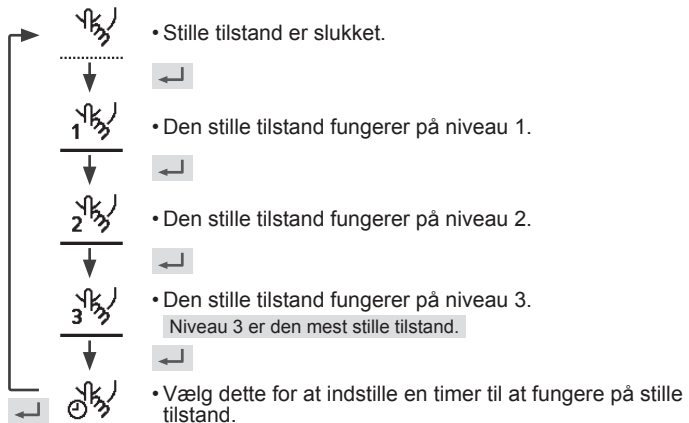 • Stille tilstand er slukket.
1
• Den stille tilstand fungerer på niveau 1.
2
• Den stille tilstand fungerer på niveau 2.
3
• Den stille tilstand fungerer på niveau 3.
Niveau 3 er den mest stille tilstand.
• Vælg dette for at indstille en timer til at fungere på stille
tilstand.